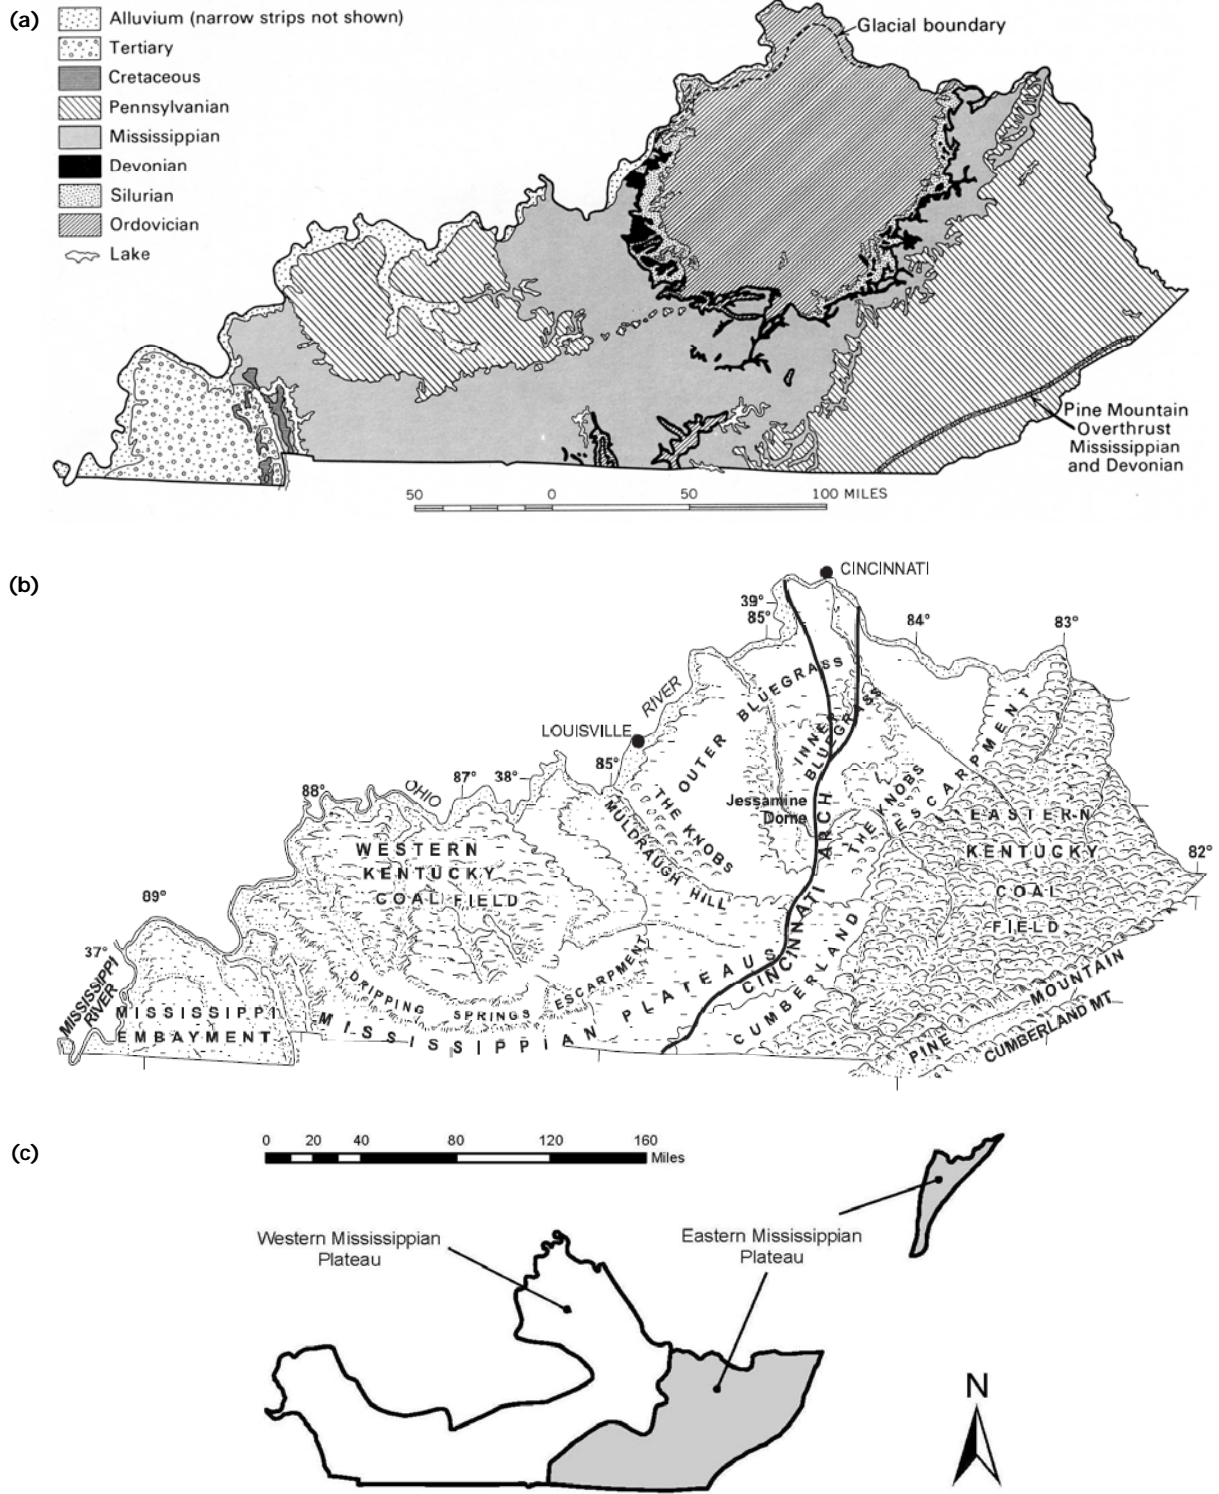 (a)
Alluvium (narrow strips not shown)
Tertiary
Cretaceous
Pennsylvanian
Mississippian
Devonian
Silurian
Ordovician
Lake
Glacial boundary
Pine Mountain
Overthrust
Mississippian
and Devonian
50 0 50 100 MILES
(b)
CINCINNATI
39°
85°
84°
83°
RIVER
LOUISVILLE
OUTER BLUEGRASS
INNER
BLUEGRASS
ESCARPMENT
85°
38°
87°
OHIO
88°
THE KNOBS
MULDRAUGH HILL
Jessamine
Dome
THE KNOBS
CINCINNATI ARCH
EASTERN
KENTUCKY
COAL
FIELD
82°
WESTERN
KENTUCKY
COAL FIELD
89°
37°
MISSISSIPPI
RIVER
MISSISSIPPI
EMBAYMENT
DRIPPING SPRINGS ESCARPMENT
MISSISSIPPIAN PLATEAUS
CUMBERLAND
PINE MOUNTAIN
CUMBERLAND MT
(c)
0 20 40 80 120 160
Miles
Western Mississippian
Plateau
Eastern Mississippian
Plateau
N